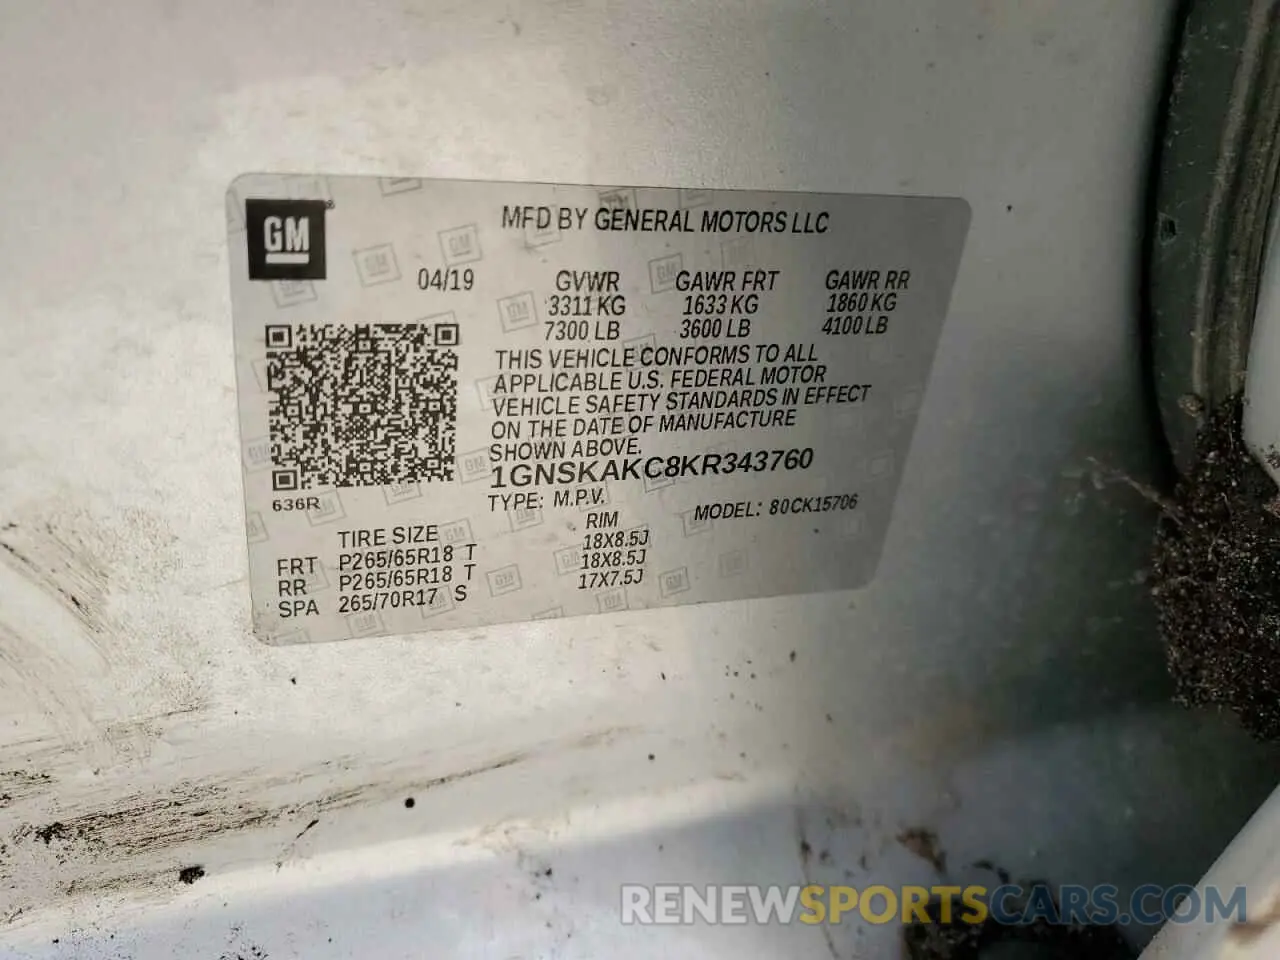 GM
MFD BY GENERAL MOTORS LLC
04/19 GVWR GAWR FRT GAWR RR
3311 KG 1633 KG 1860 KG
7300 LB 3600 LB 4100 LB
THIS VEHICLE CONFORMS TO ALL
APPLICABLE U.S. FEDERAL MOTOR
VEHICLE SAFETY STANDARDS IN EFFECT
ON THE DATE OF MANUFACTURE
SHOWN ABOVE.
1GNSKAKC8KR343760
636R
TYPE: M.P.V. MODEL: 80CK15706
TIRE SIZE RIM
FRT P265/65R18 T 18X8.5J
RR P265/65R18 T 18X8.5J
SPA 265/70R17 S 17X7.5J
RENEWSPORTSCARS.COM